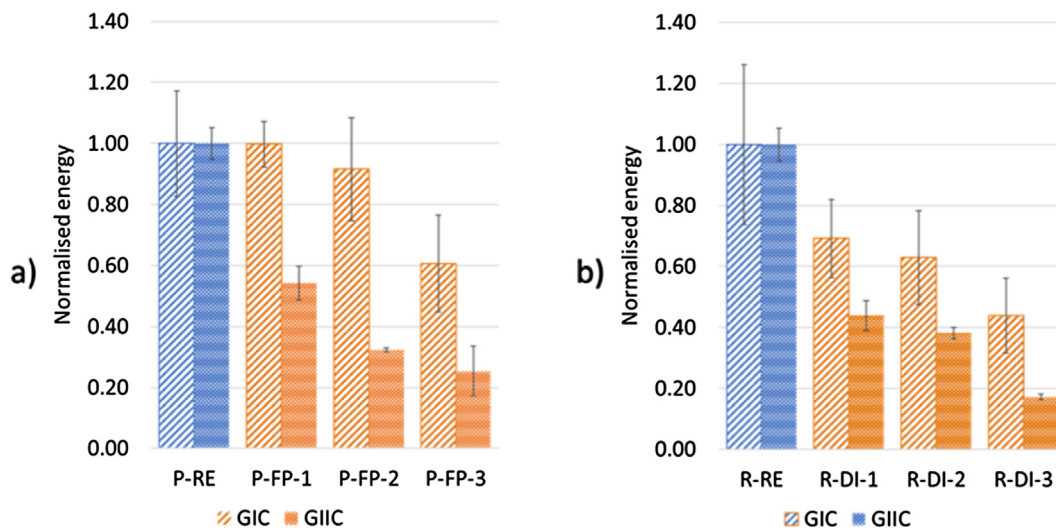 a)
Normalised energy
1.40
1.20
1.00
0.80
0.60
0.40
0.20
0.00
P-RE P-FP-1 P-FP-2 P-FP-3
GIC GIIC
b)
Normalised energy
1.40
1.20
1.00
0.80
0.60
0.40
0.20
0.00
R-RE R-DI-1 R-DI-2 R-DI-3
GIC GIIC